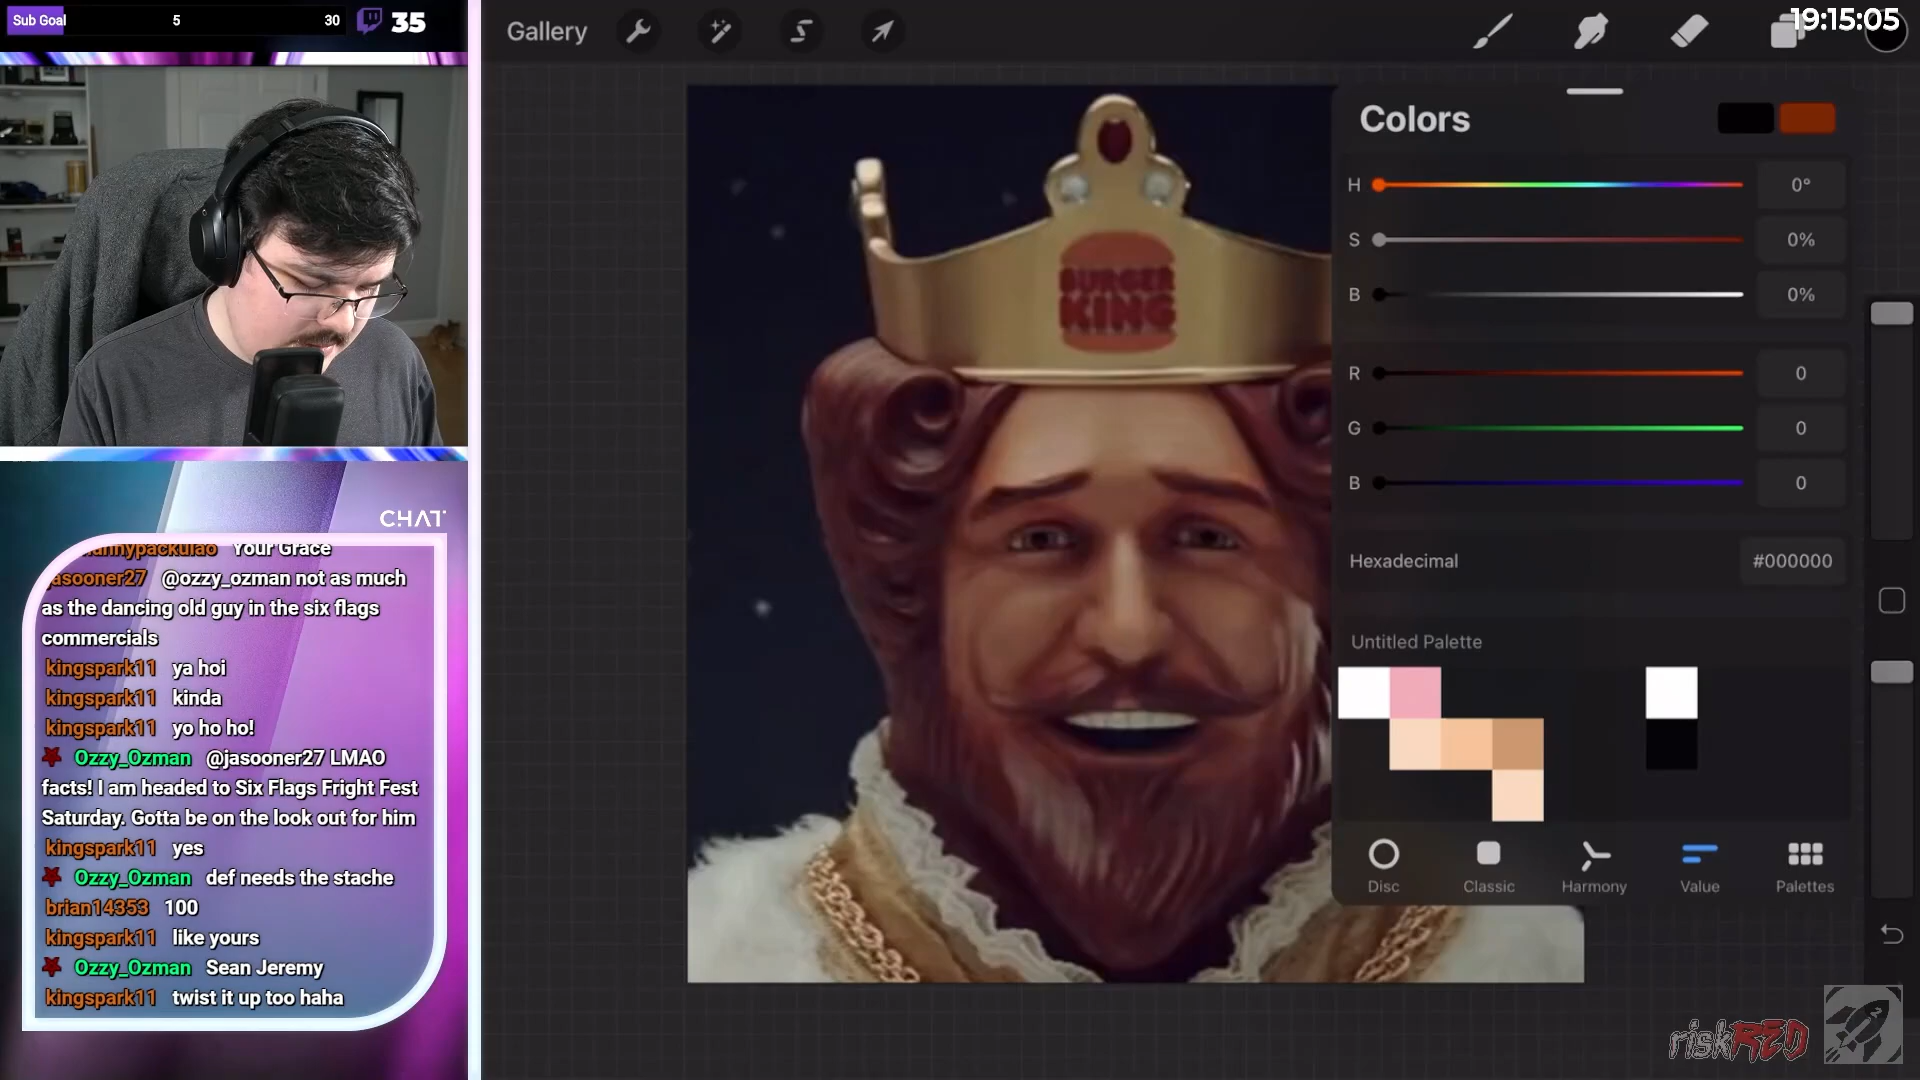 Sub Goal 5 30 35
Gallery
19:15:05
Colors
H 0°
S 0%
B 0%
R 0
G 0
B 0
Hexadecimal #000000
Untitled Palette
Disc Classic Harmony Value Palettes
BURGER
KING
CHAT
Your Grace
jasooner27 @ozzy_ozman not as much
as the dancing old guy in the six flags
commercials
kingspark11 ya hoi
kingspark11 kinda
kingspark11 yo ho ho!
Ozzy_Ozman @jasooner27 LMAO
facts! I am headed to Six Flags Fright Fest
Saturday. Gotta be on the look out for him
kingspark11 yes
Ozzy_Ozman def needs the stache
brian14353 100
kingspark11 like yours
Ozzy_Ozman Sean Jeremy
kingspark11 twist it up too haha
riskRED